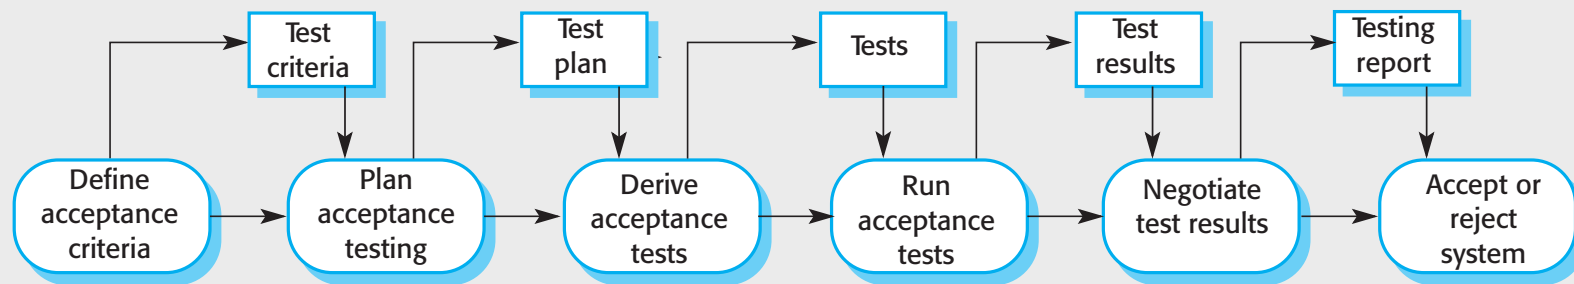 Test
criteria
Test
plan
Tests
Test
results
Testing
report
Define
acceptance
criteria
Plan
acceptance
testing
Derive
acceptance
tests
Run
acceptance
tests
Negotiate
test results
Accept or
reject
system